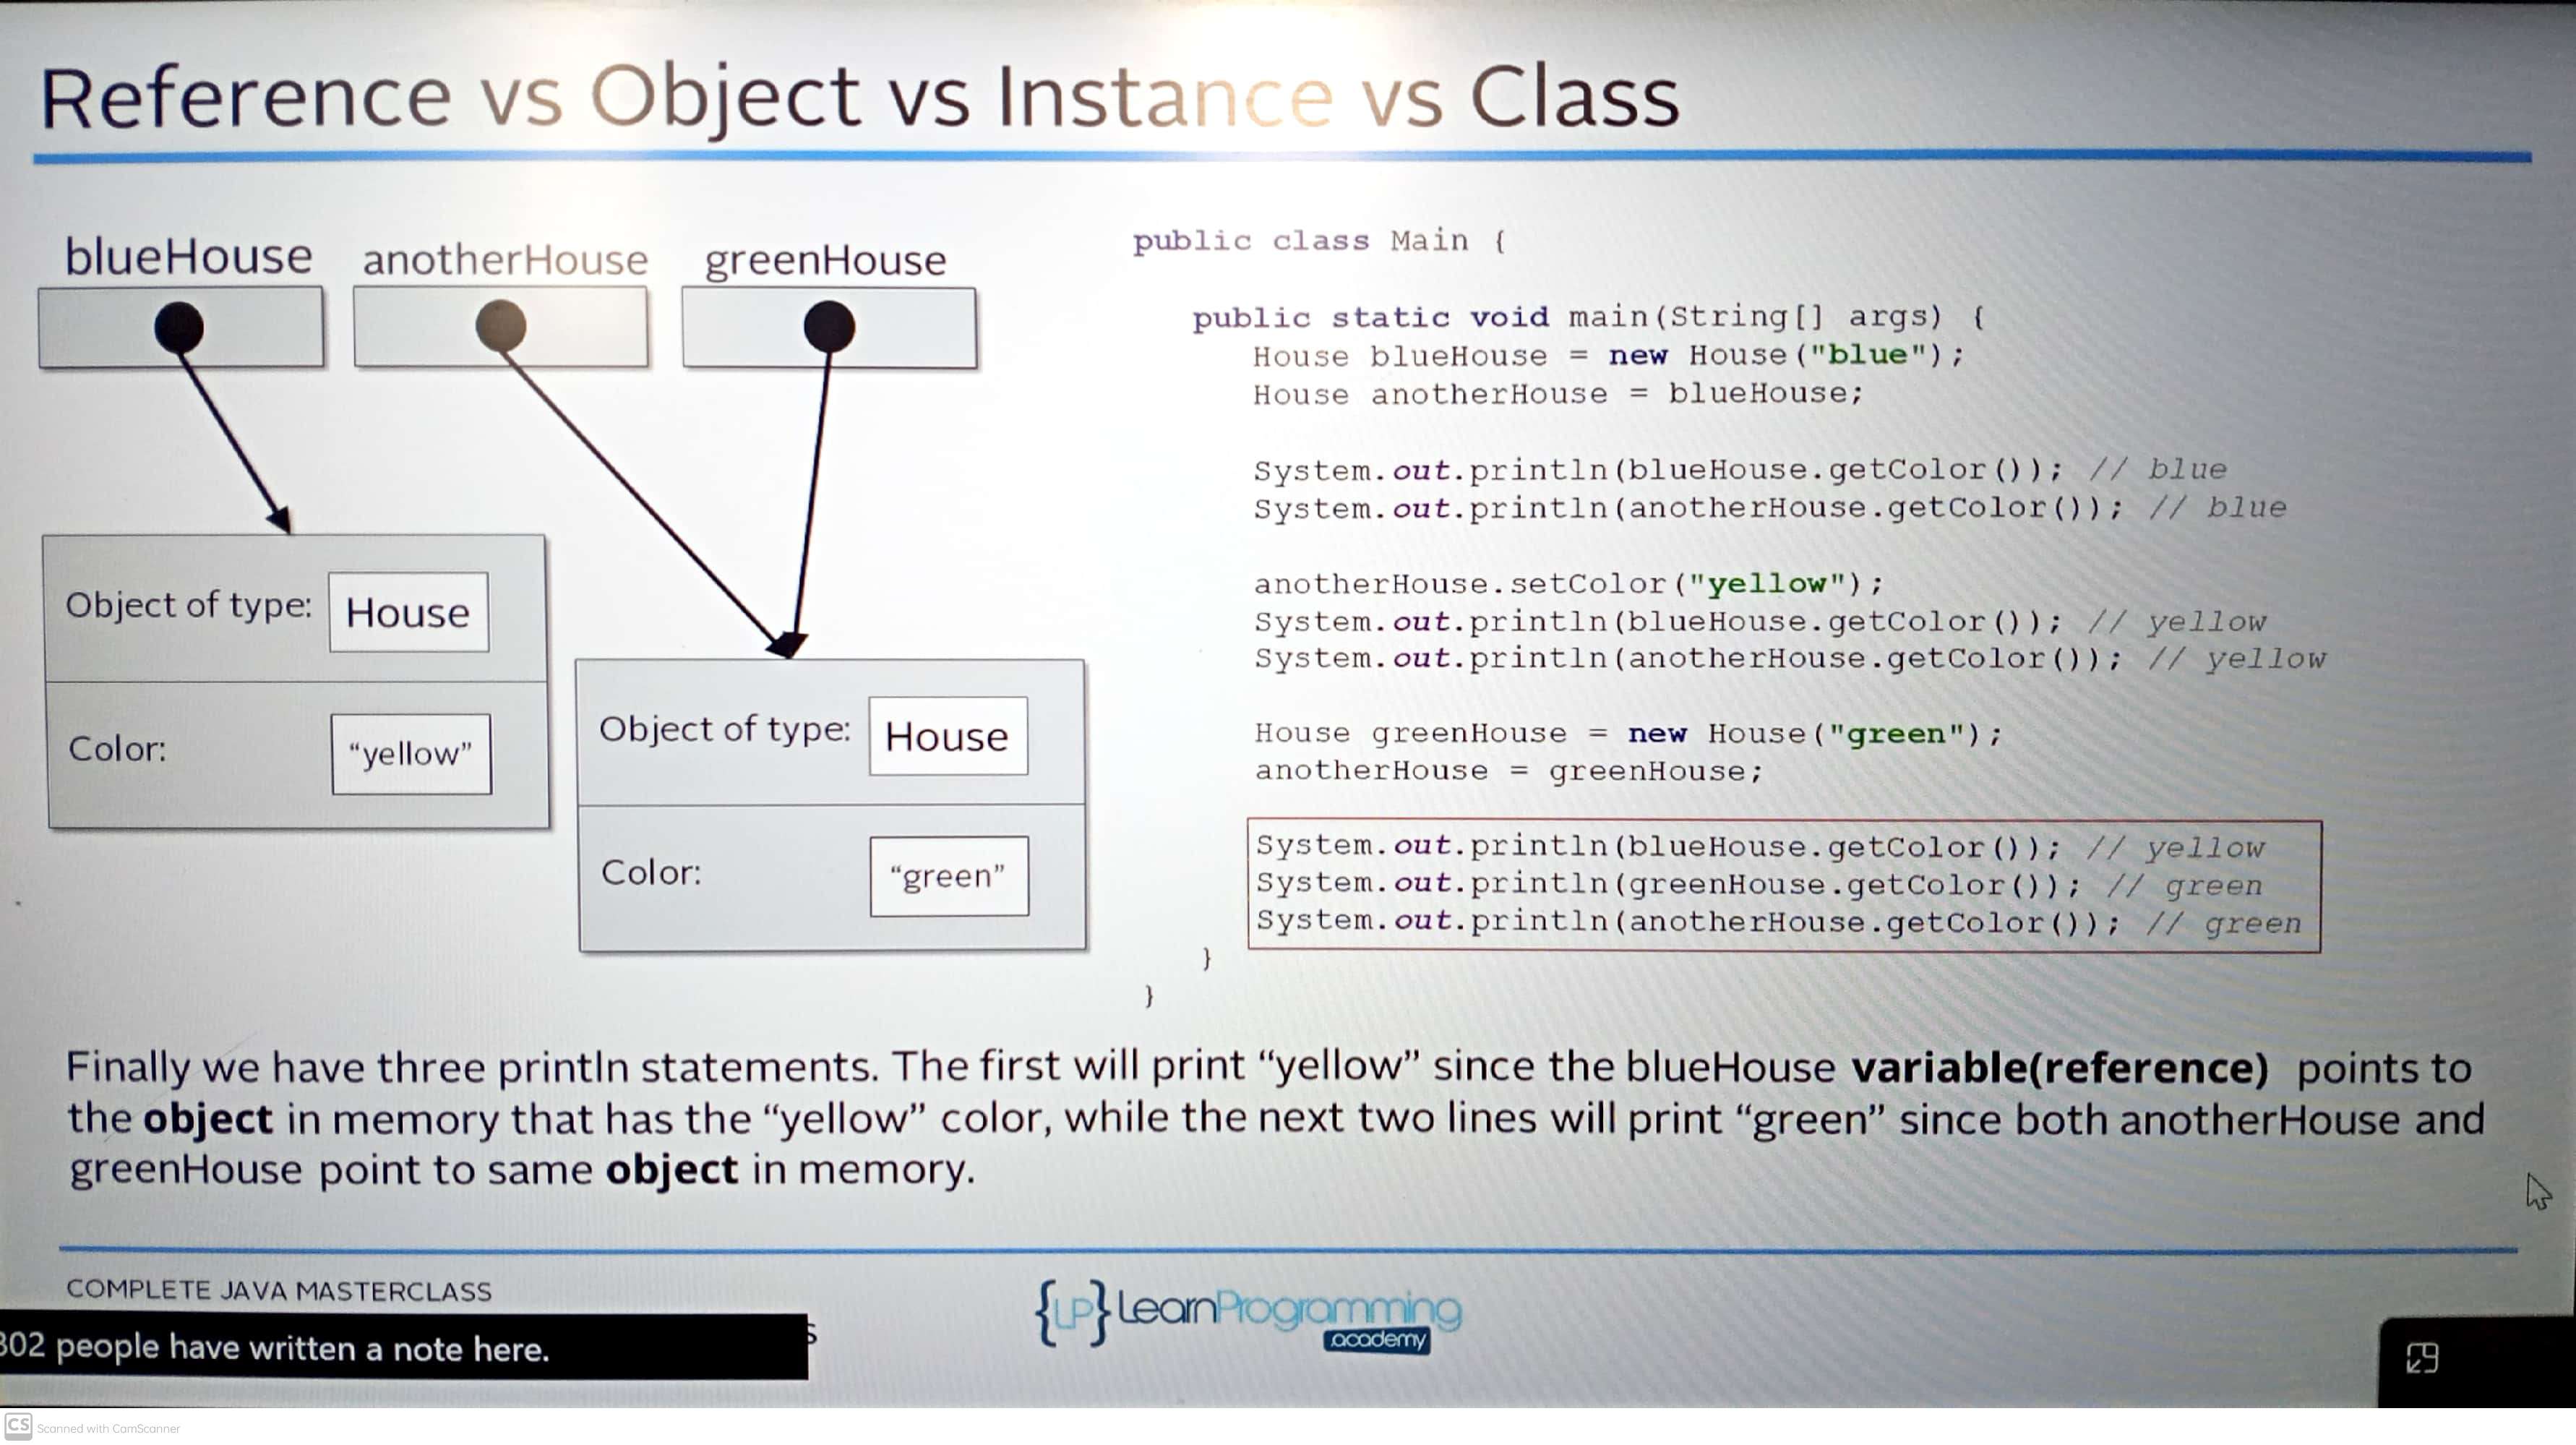 Reference vs Object vs Instance vs Class
blueHouse anotherHouse greenHouse
Object of type: House
Color: “yellow”
Object of type: House
Color: “green”
public class Main {
public static void main(String[] args) {
House blueHouse = new House("blue");
House anotherHouse = blueHouse;
System.out.println(blueHouse.getColor()); // blue
System.out.println(anotherHouse.getColor()); // blue
anotherHouse.setColor("yellow");
System.out.println(blueHouse.getColor()); // yellow
System.out.println(anotherHouse.getColor()); // yellow
House greenHouse = new House("green");
anotherHouse = greenHouse;
System.out.println(blueHouse.getColor()); // yellow
System.out.println(greenHouse.getColor()); // green
System.out.println(anotherHouse.getColor()); // green
}
}
Finally we have three println statements. The first will print “yellow” since the blueHouse variable(reference) points to
the object in memory that has the “yellow” color, while the next two lines will print “green” since both anotherHouse and
greenHouse point to same object in memory.
COMPLETE JAVA MASTERCLASS
302 people have written a note here.
{LP} LearnProgramming
academy
CS Scanned with CamScanner